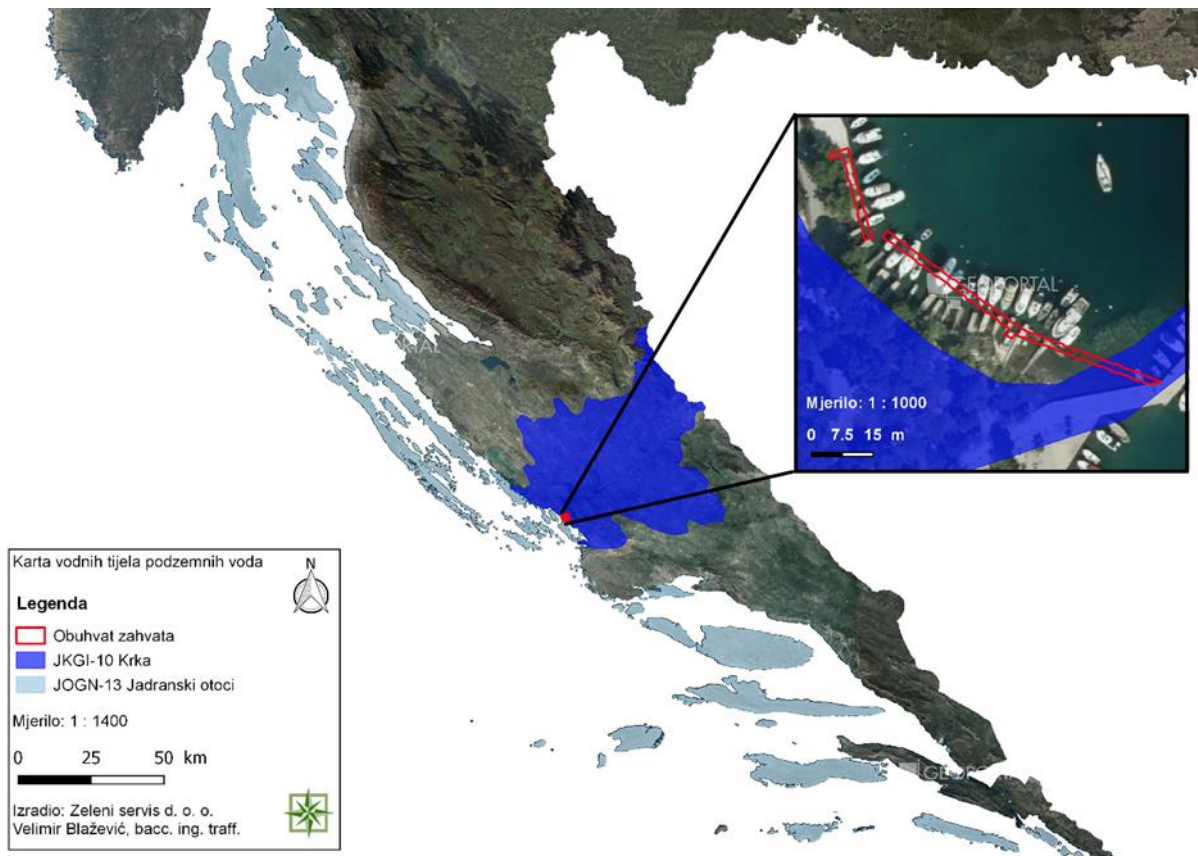 GEOPORTAL
Mjerilo: 1 : 1000
0 7.5 15 m
Karta vodnih tijela podzemnih voda
N
Legenda
Obuhvat zahvata
JKGI-10 Krka
JOGN-13 Jadranski otoci
Mjerilo: 1 : 1400
0 25 50 km
Izradio: Zeleni servis d. o. o.
Velimir Blažević, bacc. ing. traff.
GEOPORTAL